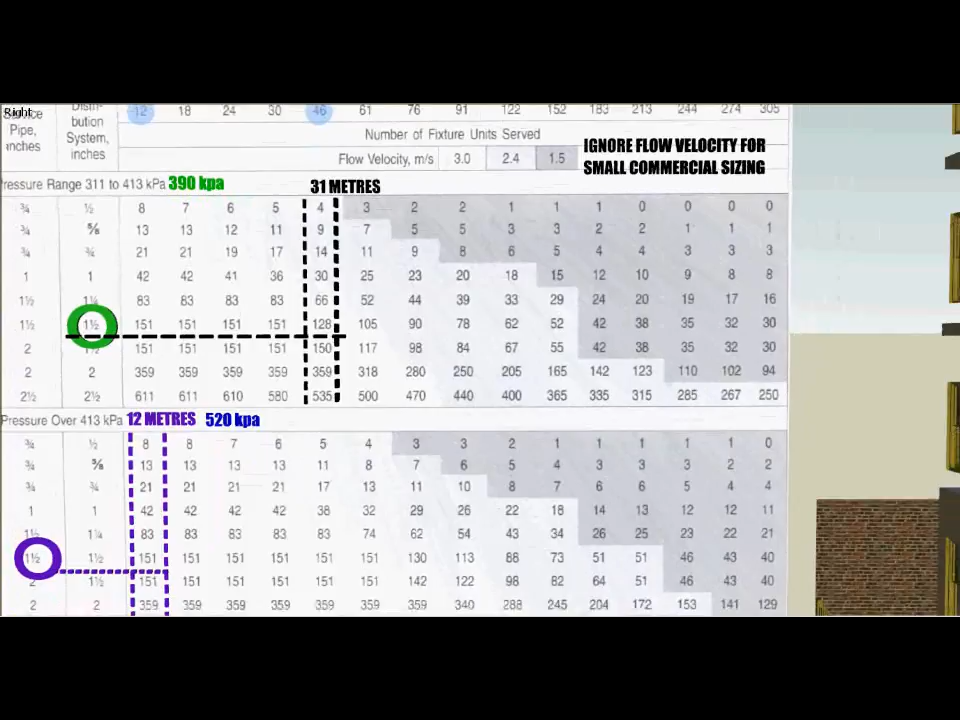 Right
Pipe,
inches
bution
System,
inches
12 18 24 30 46 61 76 91 122 152 183 213 244 274 305
Number of Fixture Units Served
Flow Velocity, m/s 3.0 2.4 1.5
IGNORE FLOW VELOCITY FOR
SMALL COMMERCIAL SIZING
ressure Range 311 to 413 kPa 390 kpa
31 METRES
¾ ½ 8 7 6 5 4 3 2 2 1 1 1 0 0 0 0
¾ ⅝ 13 13 12 11 9 7 5 5 3 3 2 2 1 1 1
¾ ¾ 21 21 19 17 14 11 9 8 6 5 4 4 3 3 3
1 1 42 42 41 36 30 25 23 20 18 15 12 10 9 8 8
1½ 1¼ 83 83 83 83 66 52 44 39 33 29 24 20 19 17 16
1½ 1½ 151 151 151 151 128 105 90 78 62 52 42 38 35 32 30
2 1½ 151 151 151 151 150 117 98 84 67 55 42 38 35 32 30
2 2 359 359 359 359 359 318 280 250 205 165 142 123 110 102 94
2½ 2½ 611 611 610 580 535 500 470 440 400 365 335 315 285 267 250
Pressure Over 413 kPa 12 METRES 520 kpa
¾ ½ 8 8 7 6 5 4 3 3 2 1 1 1 1 1 0
¾ ⅝ 13 13 13 13 11 8 7 6 5 4 3 3 3 2 2
¾ ¾ 21 21 21 21 17 13 11 10 8 7 6 6 5 4 4
1 1 42 42 42 42 38 32 29 26 22 18 14 13 12 12 11
1½ 1¼ 83 83 83 83 83 74 62 54 43 34 26 25 23 22 21
1½ 1½ 151 151 151 151 151 151 130 113 88 73 51 51 46 43 40
2 1½ 151 151 151 151 151 151 142 122 98 82 64 51 46 43 40
2 2 359 359 359 359 359 359 359 340 288 245 204 172 153 141 129